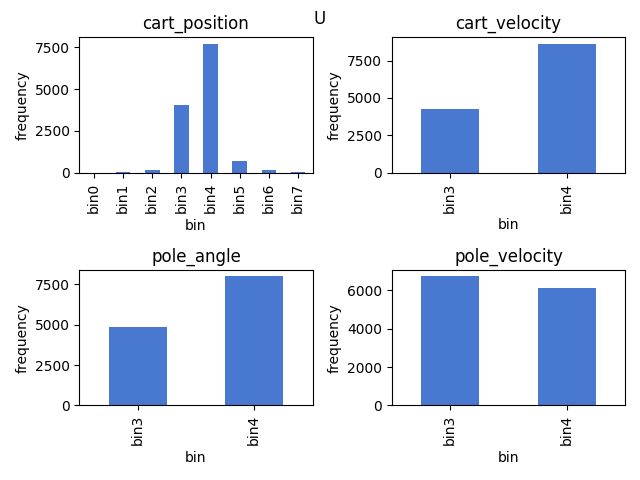 U
cart_position
frequency
7500
5000
2500
0
bin0
bin1
bin2
bin3
bin4
bin5
bin6
bin7
bin
cart_velocity
frequency
7500
5000
2500
0
bin3
bin4
bin
pole_angle
frequency
7500
5000
2500
0
bin3
bin4
bin
pole_velocity
frequency
6000
4000
2000
0
bin3
bin4
bin